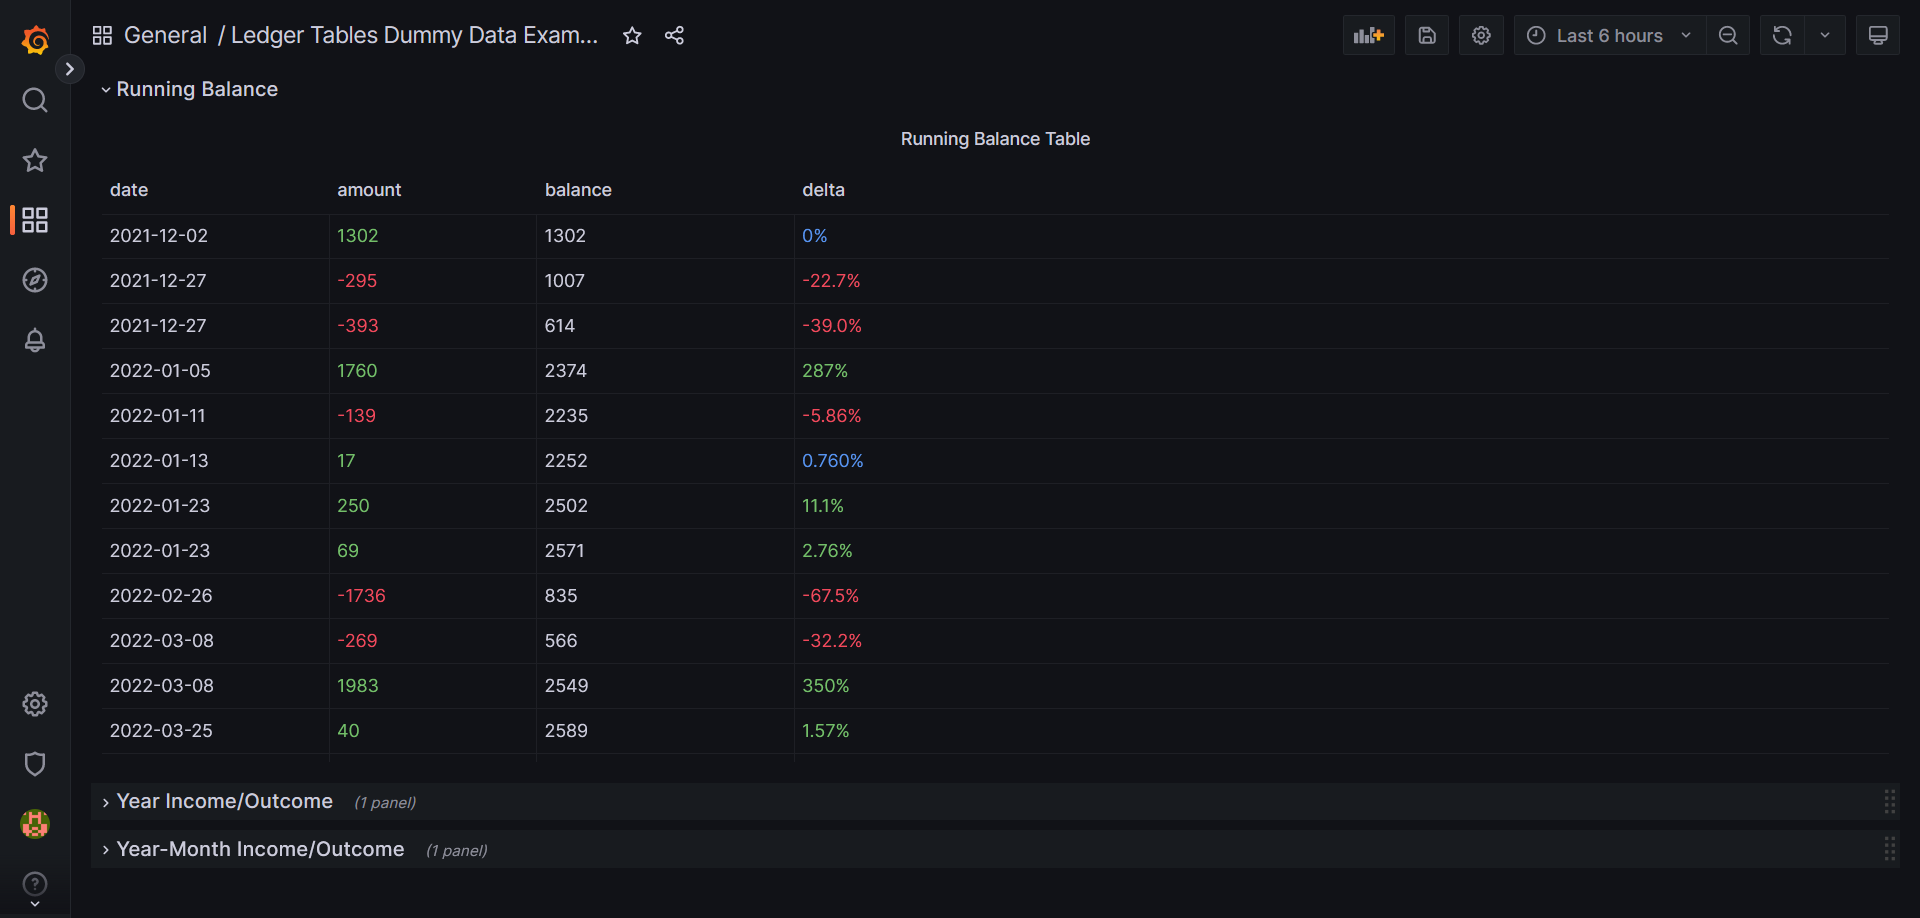 General / Ledger Tables Dummy Data Exam...
Last 6 hours
Running Balance
Running Balance Table
date amount balance delta
2021-12-02 1302 1302 0%
2021-12-27 -295 1007 -22.7%
2021-12-27 -393 614 -39.0%
2022-01-05 1760 2374 287%
2022-01-11 -139 2235 -5.86%
2022-01-13 17 2252 0.760%
2022-01-23 250 2502 11.1%
2022-01-23 69 2571 2.76%
2022-02-26 -1736 835 -67.5%
2022-03-08 -269 566 -32.2%
2022-03-08 1983 2549 350%
2022-03-25 40 2589 1.57%
Year Income/Outcome (1 panel)
Year-Month Income/Outcome (1 panel)